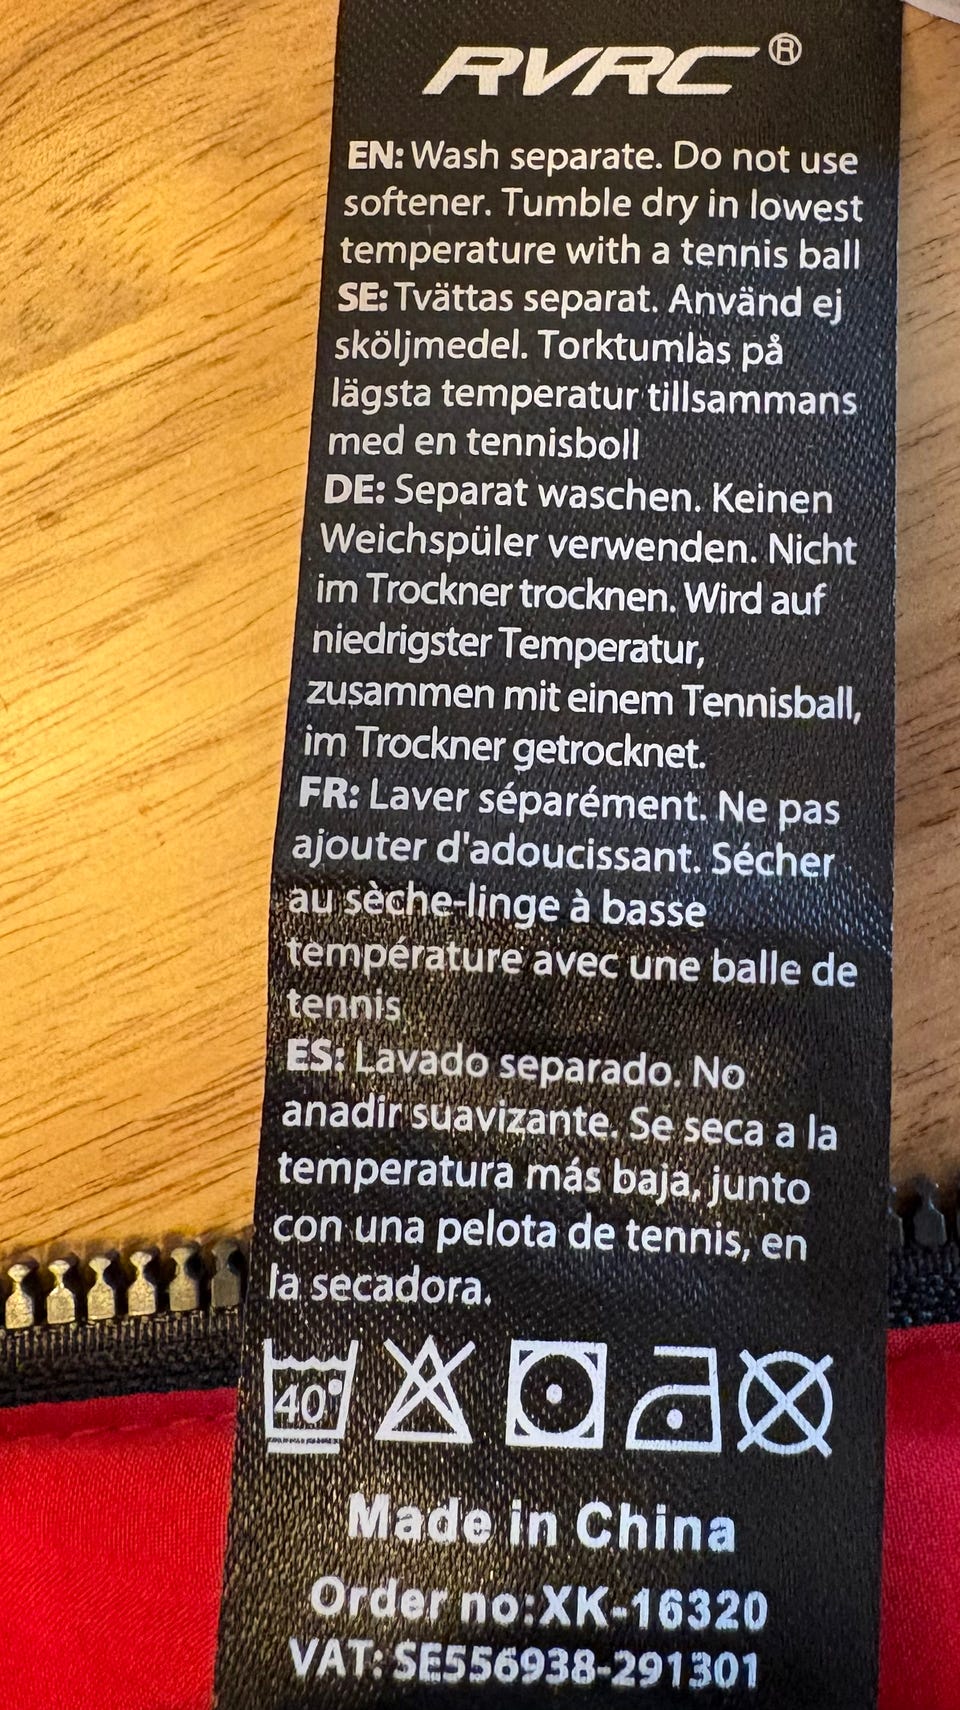 RVRC®
EN: Wash separate. Do not use
softener. Tumble dry in lowest
temperature with a tennis ball
SE: Tvättas separat. Använd ej
sköljmedel. Torktumlas på
lägsta temperatur tillsammans
med en tennisboll
DE: Separat waschen. Keinen
Weichspüler verwenden. Nicht
im Trockner trocknen. Wird auf
niedrigster Temperatur,
zusammen mit einem Tennisball,
im Trockner getrocknet.
FR: Laver séparément. Ne pas
ajouter d'adoucissant. Sécher
au sèche-linge à basse
température avec une balle de
tennis
ES: Lavado separado. No
anadir suavizante. Se seca a la
temperatura más baja, junto
con una pelota de tennis, en
la secadora.
40°
Made in China
Order no:XK-16320
VAT: SE556938-291301